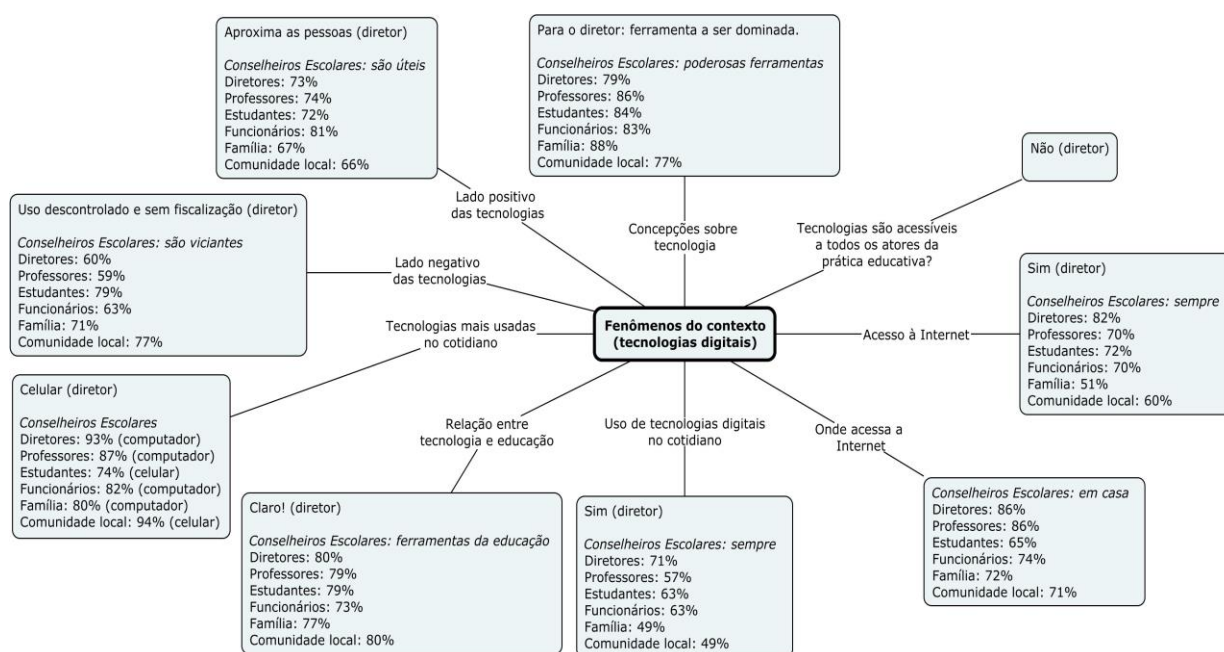 Aproxima as pessoas (diretor)
Conselheiros Escolares: são úteis
Diretores: 73%
Professores: 74%
Estudantes: 72%
Funcionários: 81%
Família: 67%
Comunidade local: 66%
Para o diretor: ferramenta a ser dominada.
Conselheiros Escolares: poderosas ferramentas
Diretores: 79%
Professores: 86%
Estudantes: 84%
Funcionários: 83%
Família: 88%
Comunidade local: 77%
Não (diretor)
Lado positivo
das tecnologias
Concepções sobre
tecnologia
Tecnologias são acessíveis
a todos os atores da
prática educativa?
Uso descontrolado e sem fiscalização (diretor)
Conselheiros Escolares: são viciantes
Diretores: 60%
Professores: 59%
Estudantes: 79%
Funcionários: 63%
Família: 71%
Comunidade local: 77%
Lado negativo
das tecnologias
Sim (diretor)
Conselheiros Escolares: sempre
Diretores: 82%
Professores: 70%
Estudantes: 72%
Funcionários: 70%
Família: 51%
Comunidade local: 60%
Tecnologias mais usadas
no cotidiano
Fenômenos do contexto
(tecnologias digitais)
Acesso à Internet
Celular (diretor)
Conselheiros Escolares
Diretores: 93% (computador)
Professores: 87% (computador)
Estudantes: 74% (celular)
Funcionários: 82% (computador)
Família: 80% (computador)
Comunidade local: 94% (celular)
Relação entre
tecnologia e educação
Uso de tecnologias digitais
no cotidiano
Onde acessa a
Internet
Claro! (diretor)
Conselheiros Escolares: ferramentas da educação
Diretores: 80%
Professores: 79%
Estudantes: 79%
Funcionários: 73%
Família: 77%
Comunidade local: 80%
Sim (diretor)
Conselheiros Escolares: sempre
Diretores: 71%
Professores: 57%
Estudantes: 63%
Funcionários: 63%
Família: 49%
Comunidade local: 49%
Conselheiros Escolares: em casa
Diretores: 86%
Professores: 86%
Estudantes: 65%
Funcionários: 74%
Família: 72%
Comunidade local: 71%